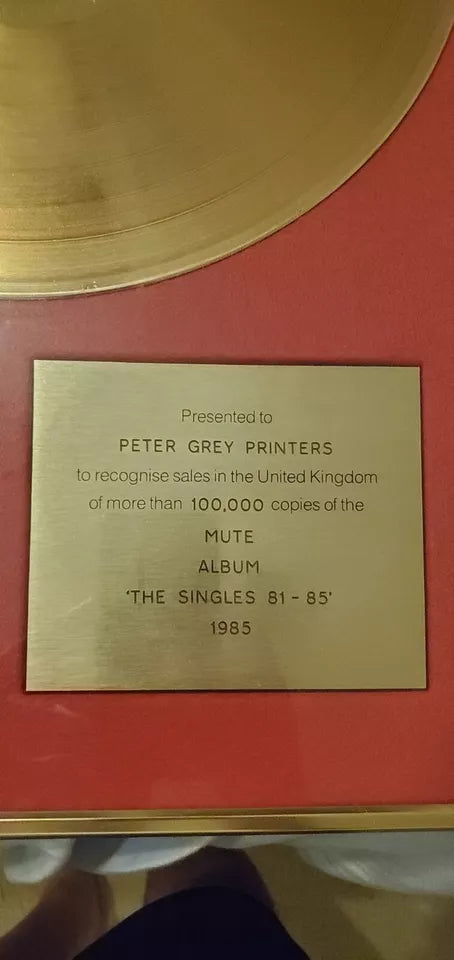 Presented to
PETER GREY PRINTERS
to recognise sales in the United Kingdom
of more than 100,000 copies of the
MUTE
ALBUM
'THE SINGLES 81 - 85'
1985